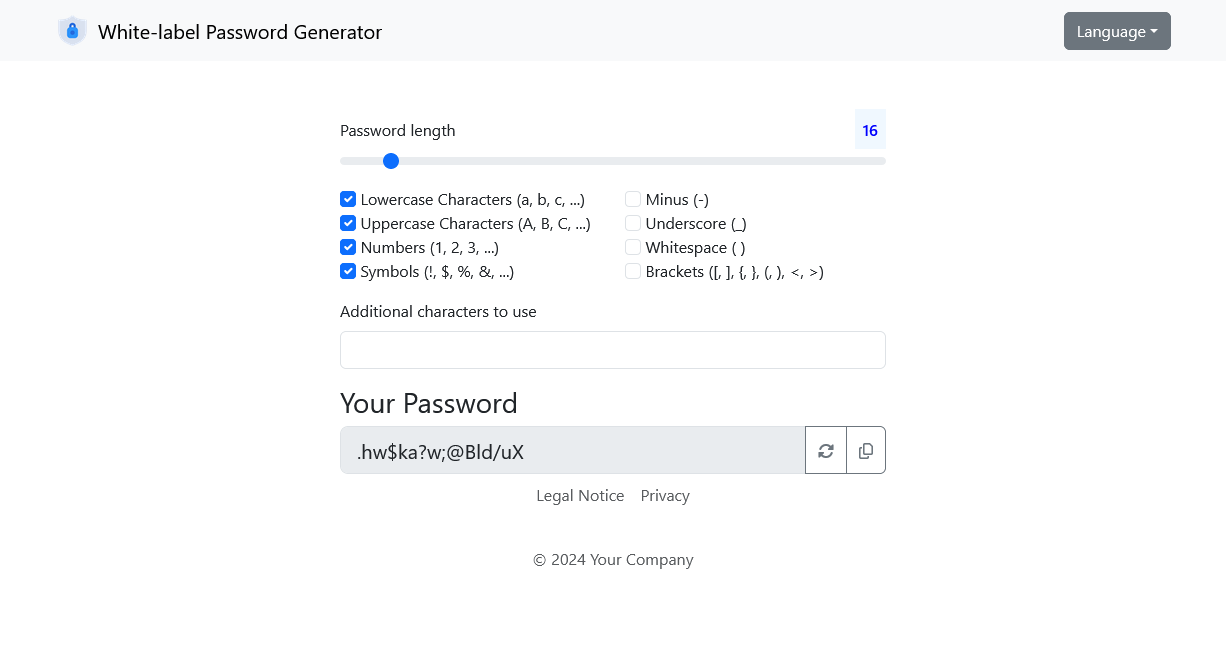 White-label Password Generator
Language
Password length
16
Lowercase Characters (a, b, c, ...)
Uppercase Characters (A, B, C, ...)
Numbers (1, 2, 3, ...)
Symbols (!, $, %, &, ...)
Minus (-)
Underscore (_)
Whitespace ( )
Brackets ([, ], {, }, (, ), <, >)
Additional characters to use
Your Password
.hw$ka?w;@Bld/uX
Legal Notice Privacy
© 2024 Your Company